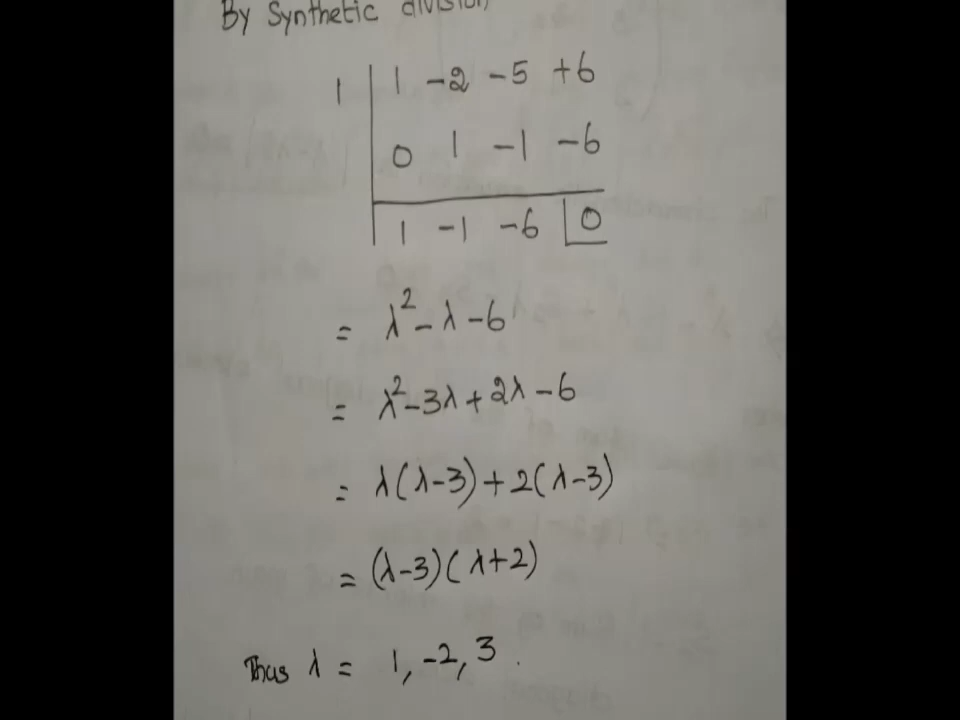 By Synthetic division
1 | 1 -2 -5 +6
0 1 -1 -6
1 -1 -6 |0
= λ² - λ - 6
= λ² - 3λ + 2λ - 6
= λ(λ-3) + 2(λ-3)
= (λ-3)(λ+2)
Thus λ = 1, -2, 3.